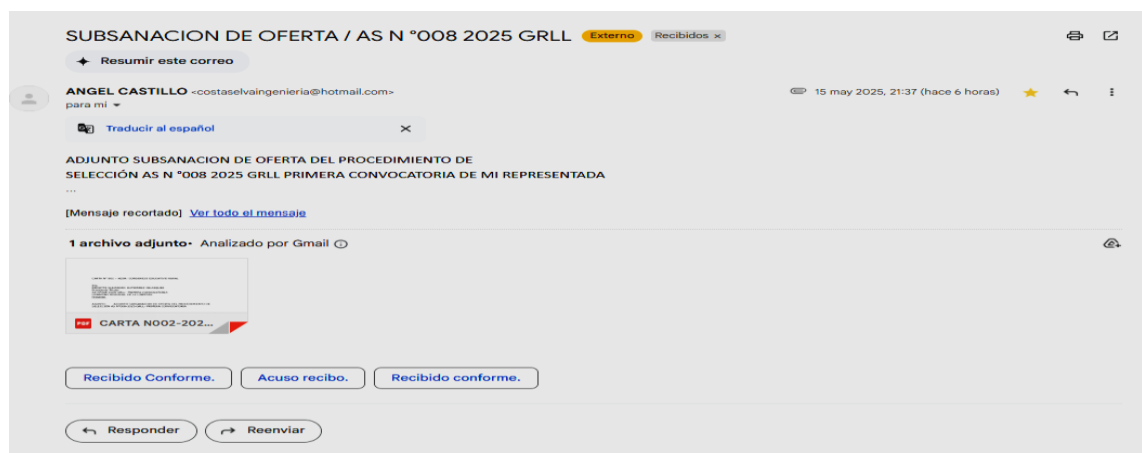 SUBSANACION DE OFERTA / AS N °008 2025 GRLL Externo Recibidos x
Resumir este correo
ANGEL CASTILLO <costaselvaingenieria@hotmail.com> 15 may 2025, 21:37 (hace 6 horas)
para mi
Traducir al español
ADJUNTO SUBSANACION DE OFERTA DEL PROCEDIMIENTO DE
SELECCIÓN AS N °008 2025 GRLL PRIMERA CONVOCATORIA DE MI REPRESENTADA
...
[Mensaje recortado] Ver todo el mensaje
1 archivo adjunto• Analizado por Gmail
PDF CARTA N002-202...
Recibido Conforme. Acuso recibo. Recibido conforme.
Responder Reenviar